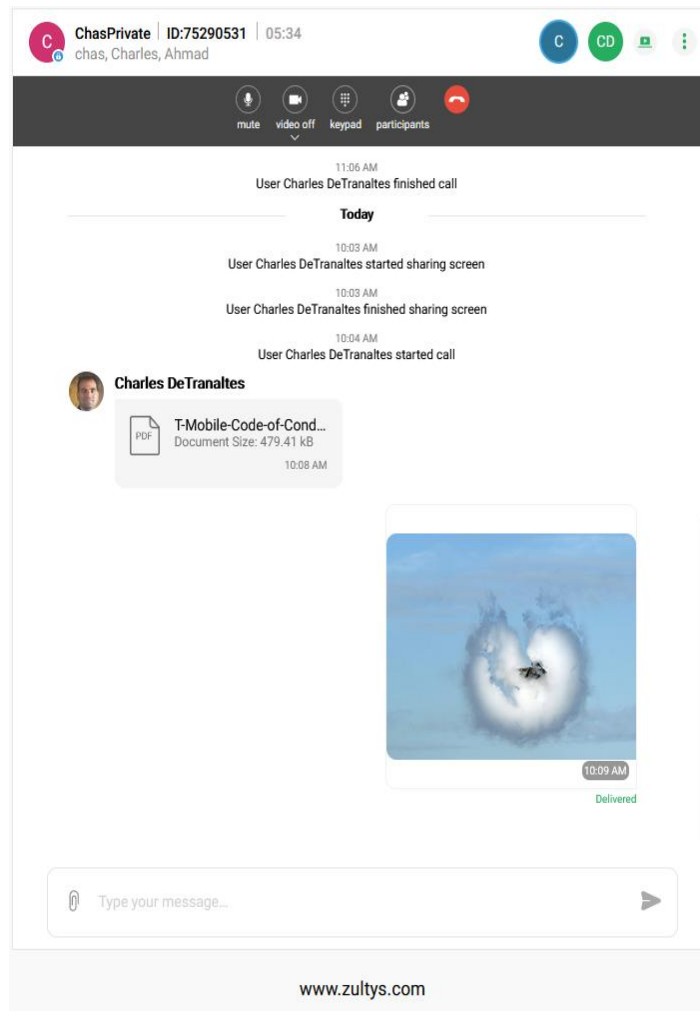 C
ChasPrivate ID:75290531 05:34
chas, Charles, Ahmad
C
CD
mute video off keypad participants
11:06 AM
User Charles DeTranaltes finished call
Today
10:03 AM
User Charles DeTranaltes started sharing screen
10:03 AM
User Charles DeTranaltes finished sharing screen
10:04 AM
User Charles DeTranaltes started call
Charles DeTranaltes
PDF
T-Mobile-Code-of-Cond...
Document Size: 479.41 kB
10:08 AM
10:09 AM
Delivered
Type your message...
www.zultys.com